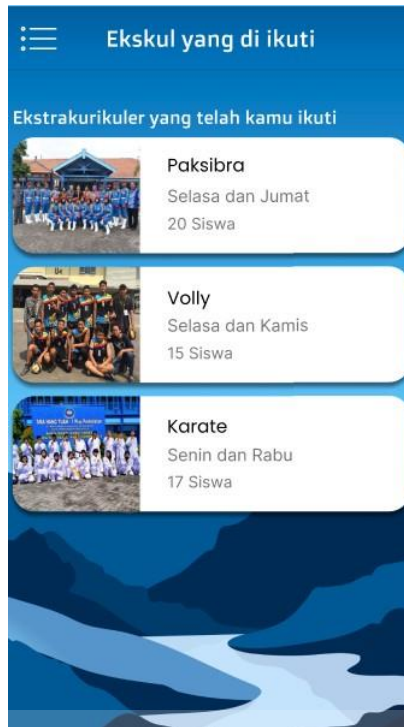 Ekskul yang di ikuti
Ekstrakurikuler yang telah kamu ikuti
Paksibra
Selasa dan Jumat
20 Siswa
Volly
Selasa dan Kamis
15 Siswa
Karate
Senin dan Rabu
17 Siswa